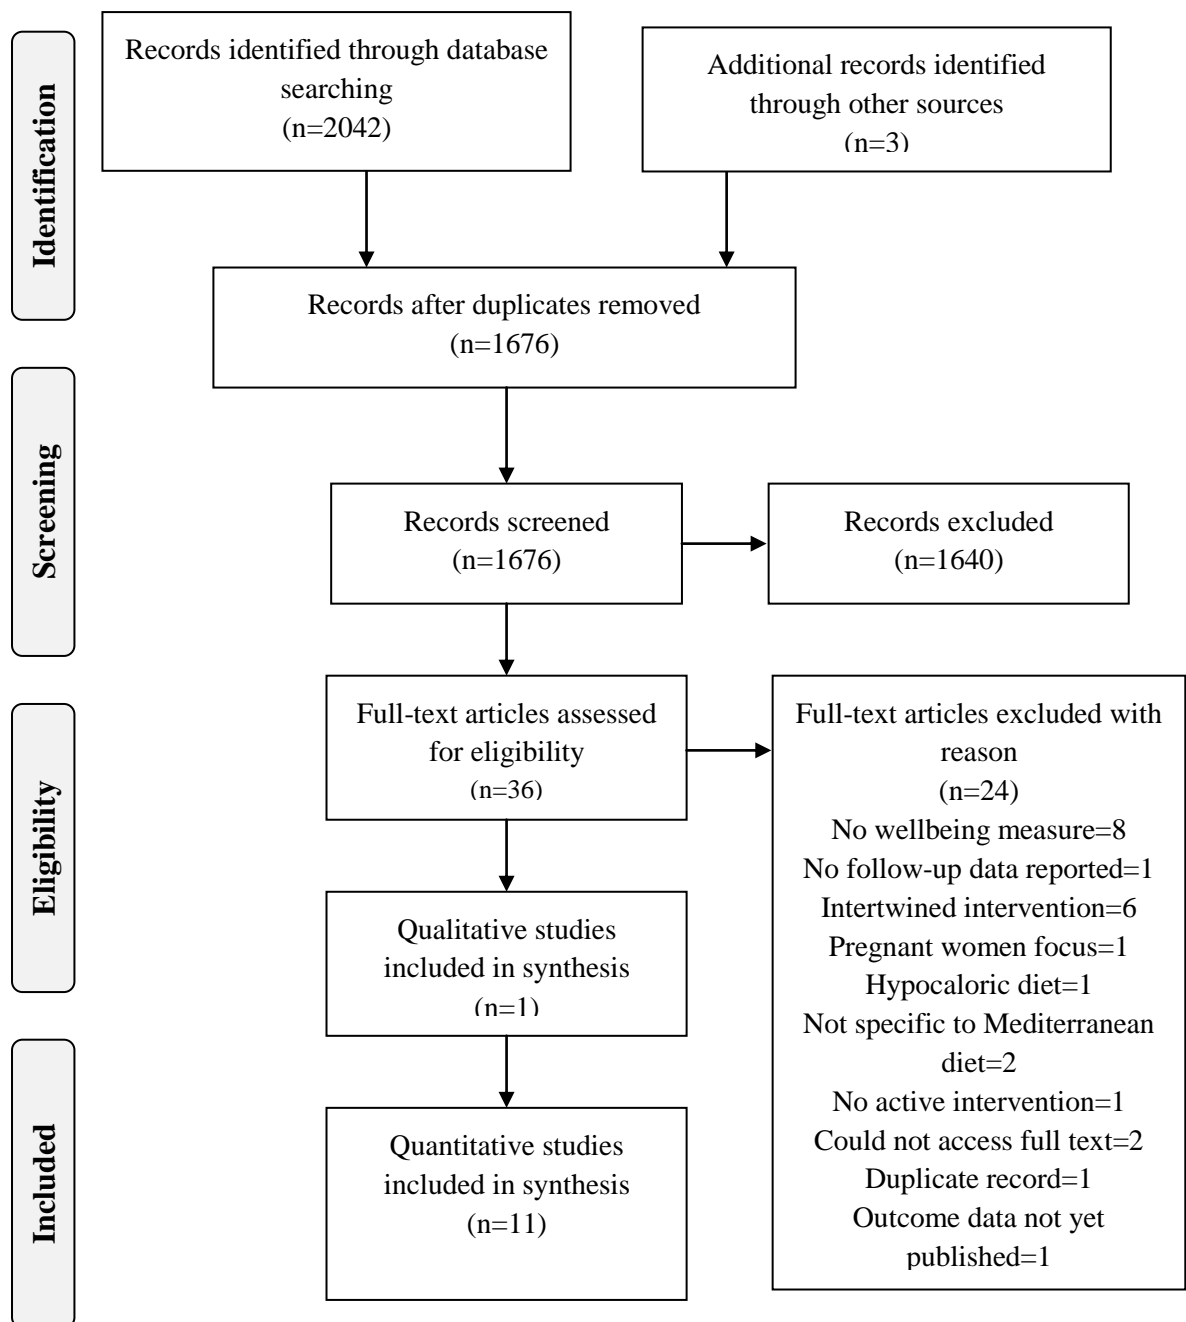 Identification
Records identified through database
searching
(n=2042)
Additional records identified
through other sources
(n=3)
Records after duplicates removed
(n=1676)
Screening
Records screened
(n=1676)
Records excluded
(n=1640)
Eligibility
Full-text articles assessed
for eligibility
(n=36)
Full-text articles excluded with
reason
(n=24)
No wellbeing measure=8
No follow-up data reported=1
Intertwined intervention=6
Pregnant women focus=1
Hypocaloric diet=1
Not specific to Mediterranean
diet=2
No active intervention=1
Could not access full text=2
Duplicate record=1
Outcome data not yet
published=1
Qualitative studies
included in synthesis
(n=1)
Included
Quantitative studies
included in synthesis
(n=11)